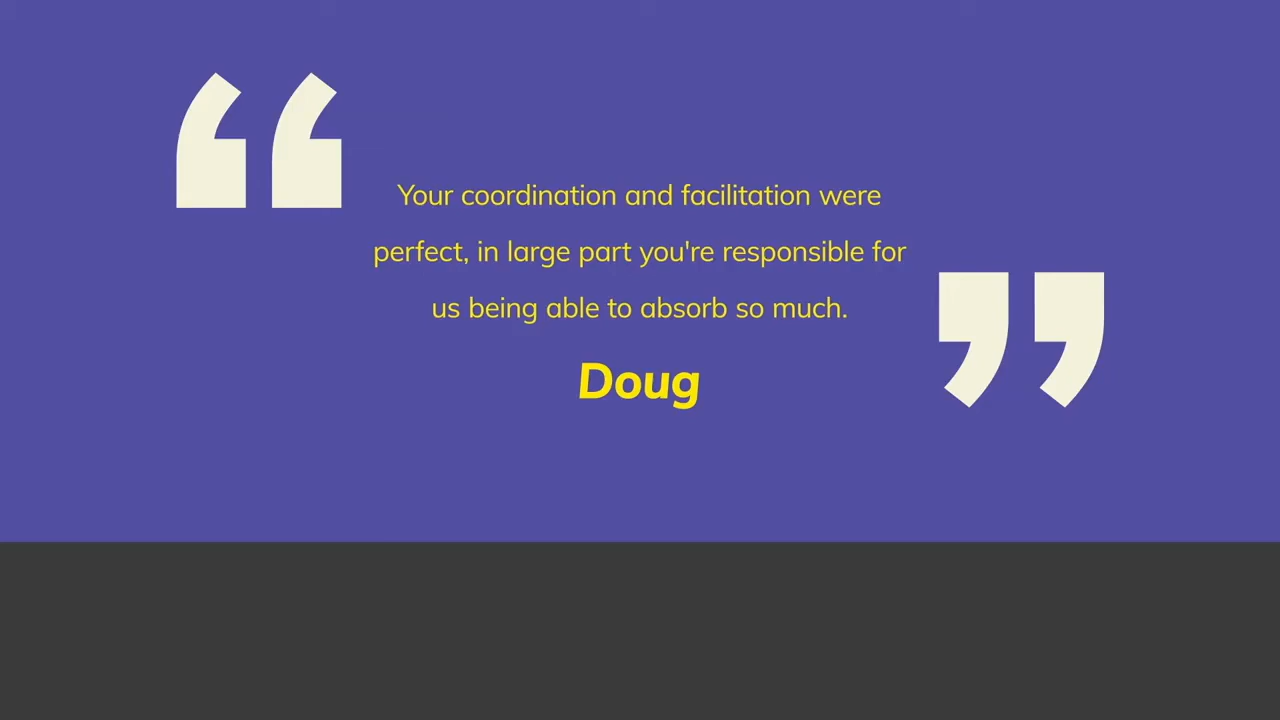 “
Your coordination and facilitation were
perfect, in large part you're responsible for
us being able to absorb so much.
”
Doug